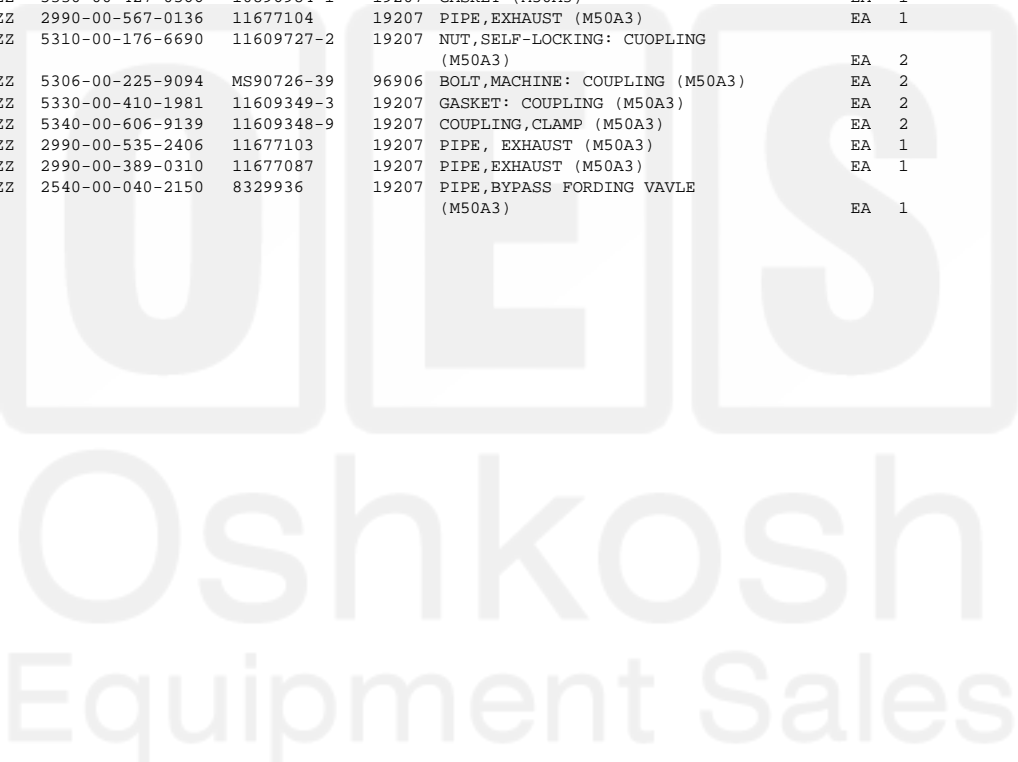 ZZ 2990-00-567-0136 11677104 19207 PIPE,EXHAUST (M50A3) EA 1
ZZ 5310-00-176-6690 11609727-2 19207 NUT,SELF-LOCKING: CUOPLING
(M50A3) EA 2
ZZ 5306-00-225-9094 MS90726-39 96906 BOLT,MACHINE: COUPLING (M50A3) EA 2
ZZ 5330-00-410-1981 11609349-3 19207 GASKET: COUPLING (M50A3) EA 2
ZZ 5340-00-606-9139 11609348-9 19207 COUPLING,CLAMP (M50A3) EA 2
ZZ 2990-00-535-2406 11677103 19207 PIPE, EXHAUST (M50A3) EA 1
ZZ 2990-00-389-0310 11677087 19207 PIPE,EXHAUST (M50A3) EA 1
ZZ 2540-00-040-2150 8329936 19207 PIPE,BYPASS FORDING VAVLE
(M50A3) EA 1
OES
Oshkosh
Equipment Sales